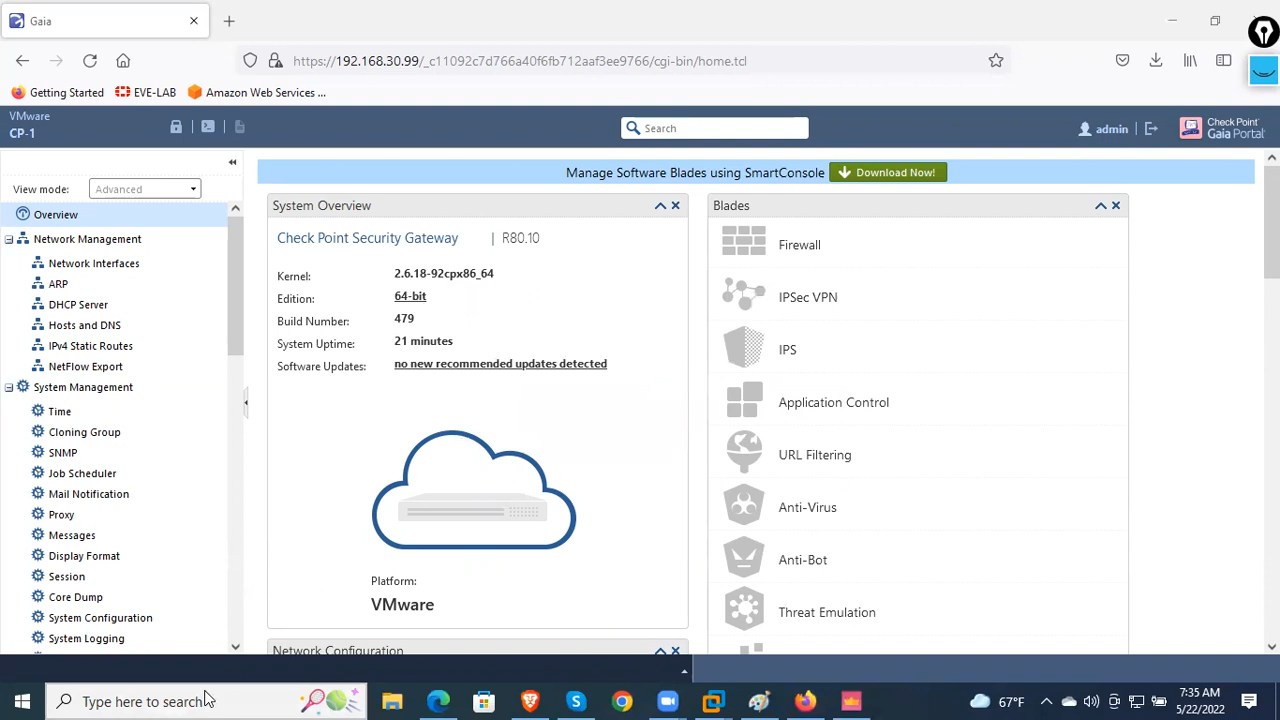 Gaia
https://192.168.30.99/_c11092c7d766a40f6fb712aaf3ee9766/cgi-bin/home.tcl
Getting Started
EVE-LAB
Amazon Web Services ...
VMware
CP-1
Search
admin
Check Point
Gaia Portal
View mode:
Advanced
Overview
Network Management
Network Interfaces
ARP
DHCP Server
Hosts and DNS
IPv4 Static Routes
NetFlow Export
System Management
Time
Cloning Group
SNMP
Job Scheduler
Mail Notification
Proxy
Messages
Display Format
Session
Core Dump
System Configuration
System Logging
Manage Software Blades using SmartConsole
Download Now!
System Overview
Check Point Security Gateway | R80.10
Kernel: 2.6.18-92cpx86_64
Edition: 64-bit
Build Number: 479
System Uptime: 21 minutes
Software Updates: no new recommended updates detected
Platform:
VMware
Network Configuration
Blades
Firewall
IPSec VPN
IPS
Application Control
URL Filtering
Anti-Virus
Anti-Bot
Threat Emulation
Type here to search
67°F
7:35 AM
5/22/2022